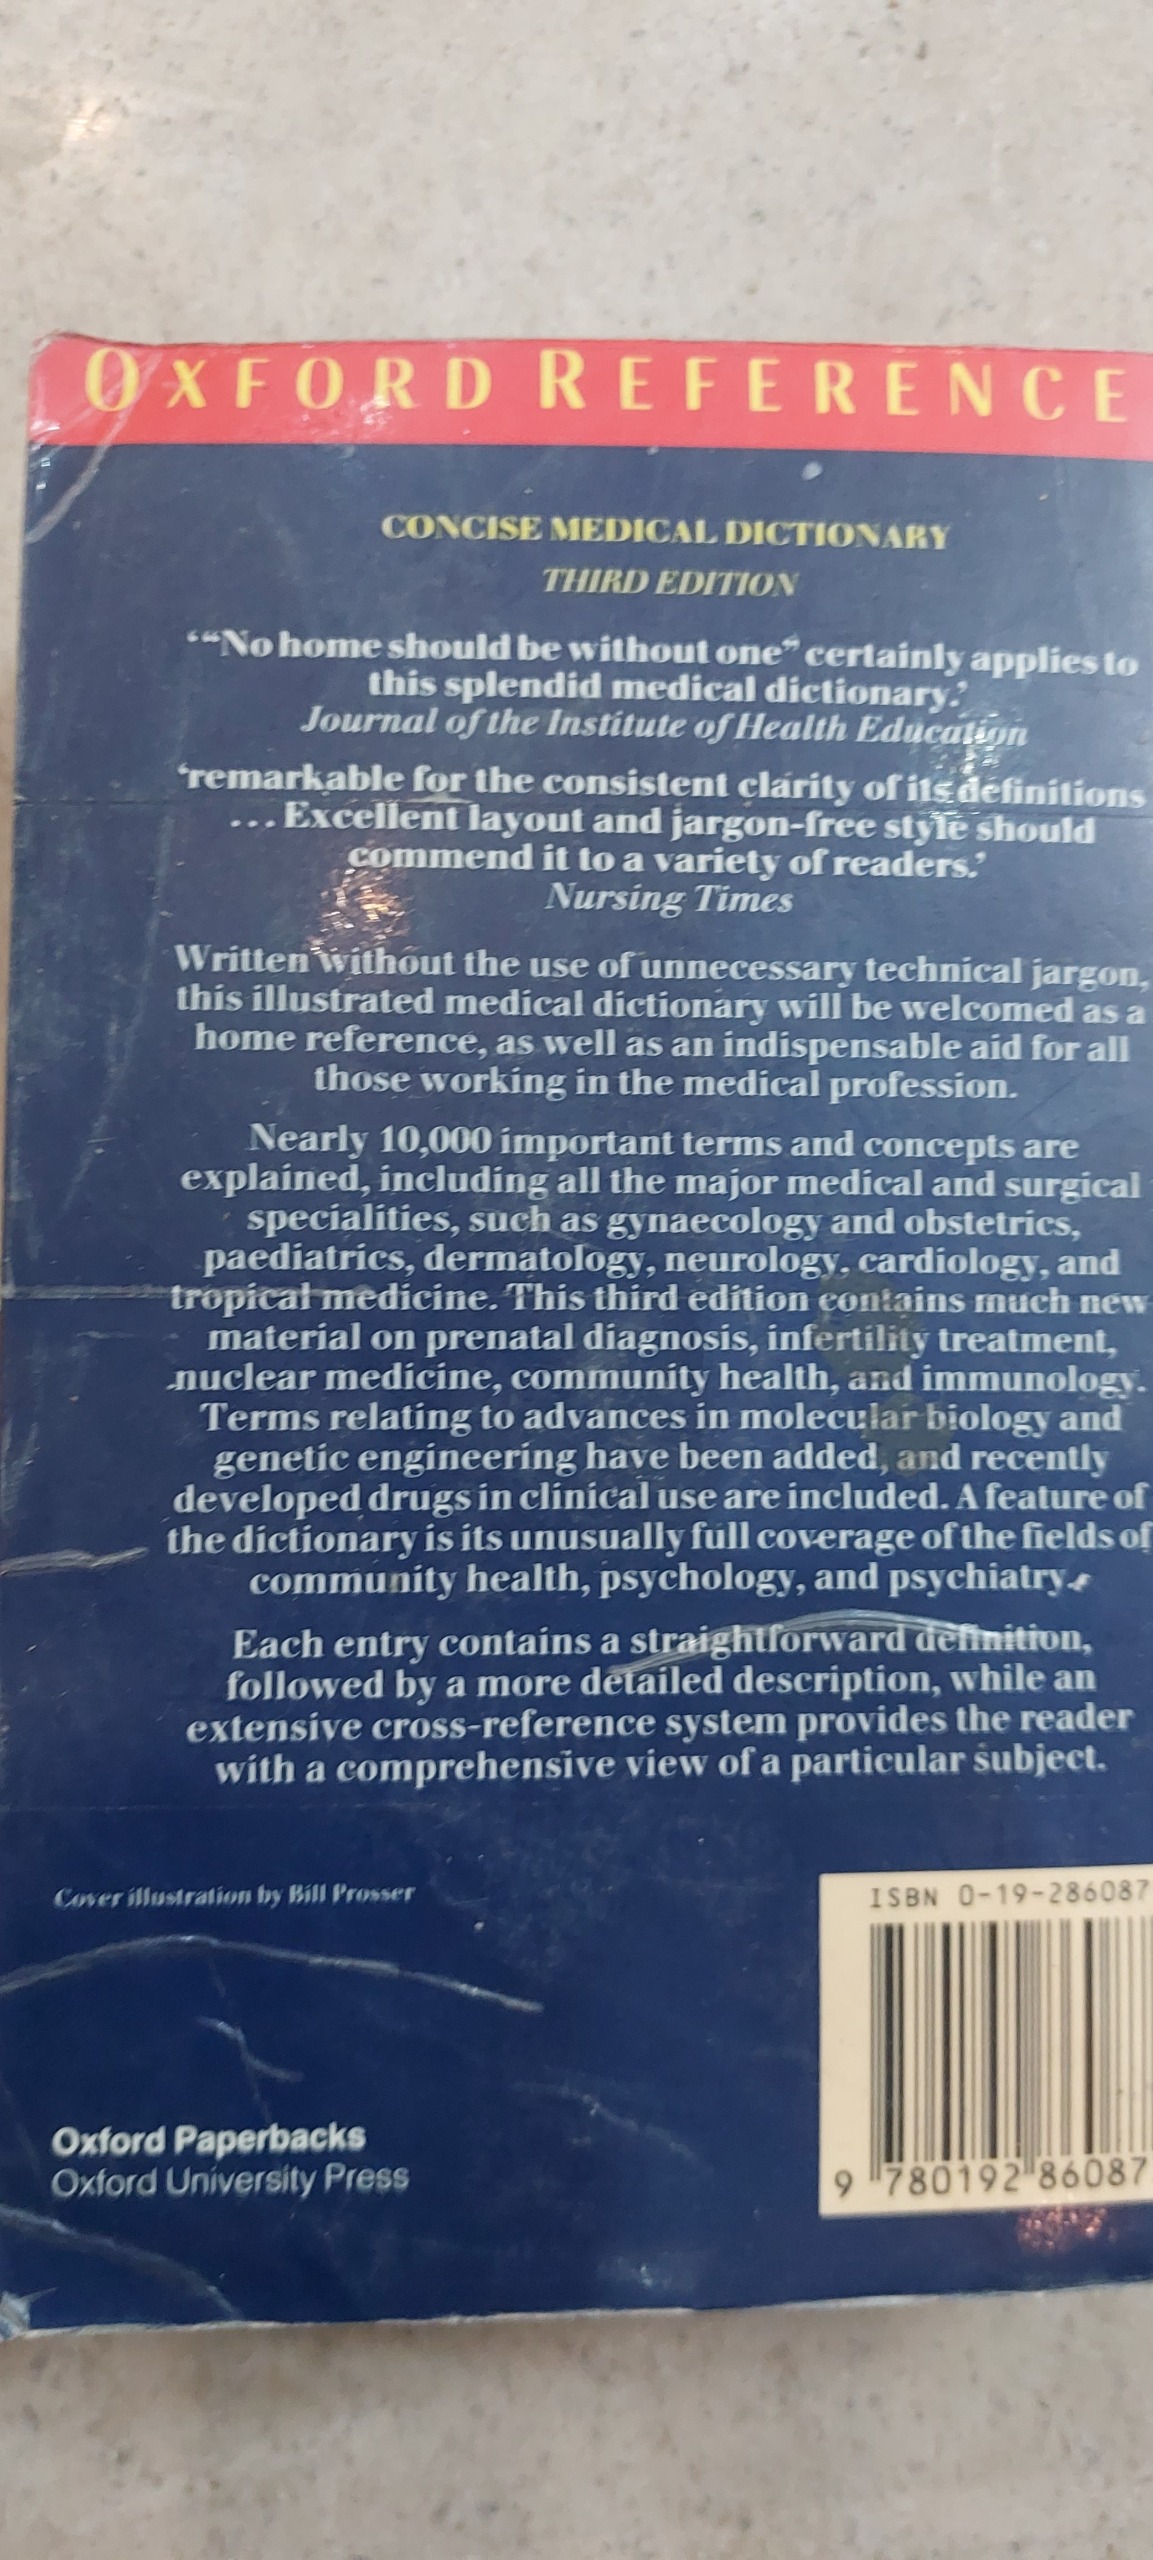 OXFORD REFERENCE
CONCISE MEDICAL DICTIONARY
THIRD EDITION
‘“No home should be without one” certainly applies to
this splendid medical dictionary.’
Journal of the Institute of Health Education
‘remarkable for the consistent clarity of its definitions
... Excellent layout and jargon-free style should
commend it to a variety of readers.’
Nursing Times
Written without the use of unnecessary technical jargon,
this illustrated medical dictionary will be welcomed as a
home reference, as well as an indispensable aid for all
those working in the medical profession.
Nearly 10,000 important terms and concepts are
explained, including all the major medical and surgical
specialities, such as gynaecology and obstetrics,
paediatrics, dermatology, neurology, cardiology, and
tropical medicine. This third edition contains much new
material on prenatal diagnosis, infertility treatment,
nuclear medicine, community health, and immunology.
Terms relating to advances in molecular biology and
genetic engineering have been added, and recently
developed drugs in clinical use are included. A feature of
the dictionary is its unusually full coverage of the fields of
community health, psychology, and psychiatry.
Each entry contains a straightforward definition,
followed by a more detailed description, while an
extensive cross-reference system provides the reader
with a comprehensive view of a particular subject.
Cover illustration by Bill Prosser
ISBN 0-19-286087
9 780192 86087
Oxford Paperbacks
Oxford University Press